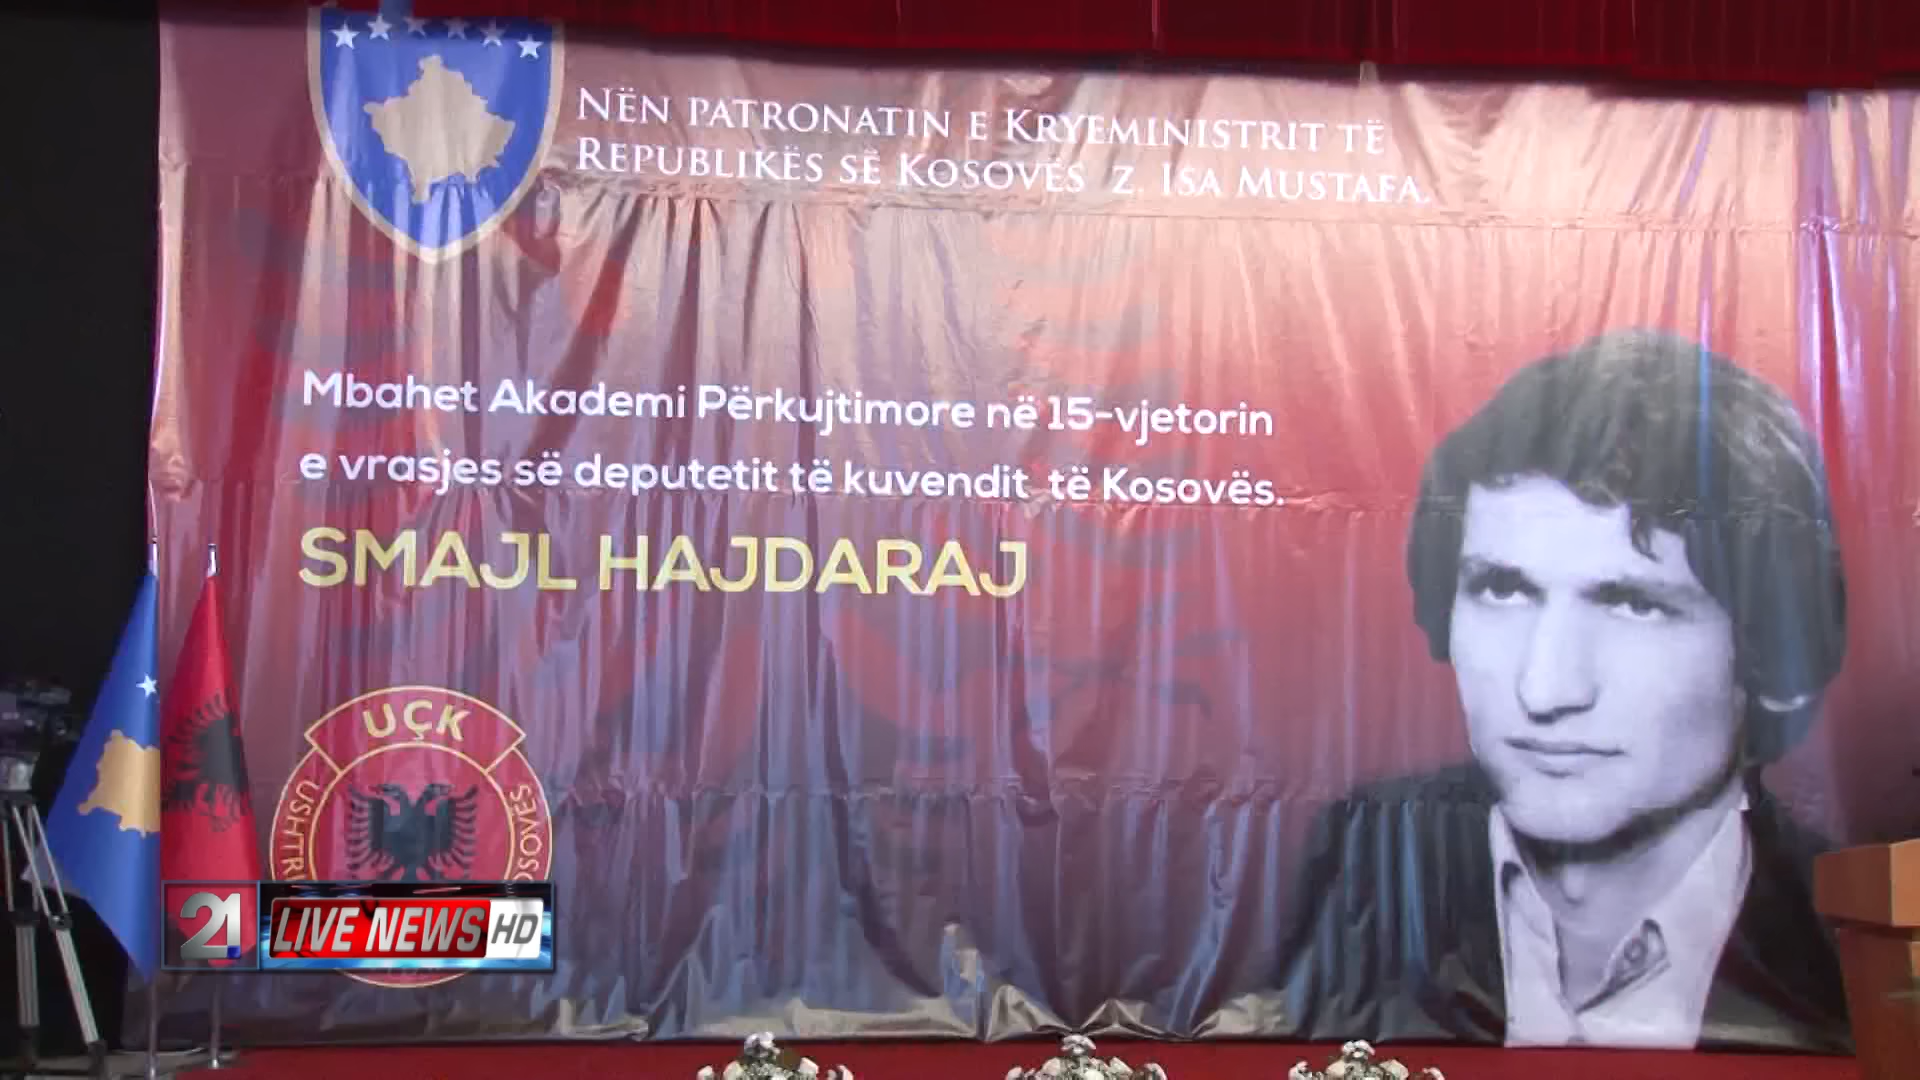 NËN PATRONATIN E KRYEMINISTRIT TË
REPUBLIKËS SË KOSOVËS Z. ISA MUSTAFA.
Mbahet Akademi Përkujtimore në 15-vjetorin
e vrasjes së deputetit të kuvendit të Kosovës.
SMAJL HAJDARAJ
UÇK
21
LIVE NEWS HD